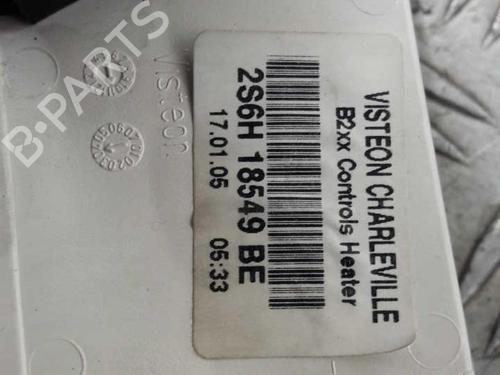 VISTEON CHARLEVILLE
B2xx Controls Heater
2S6H 18549 BE
17.01.05 05:33
Visteon
B-PARTS